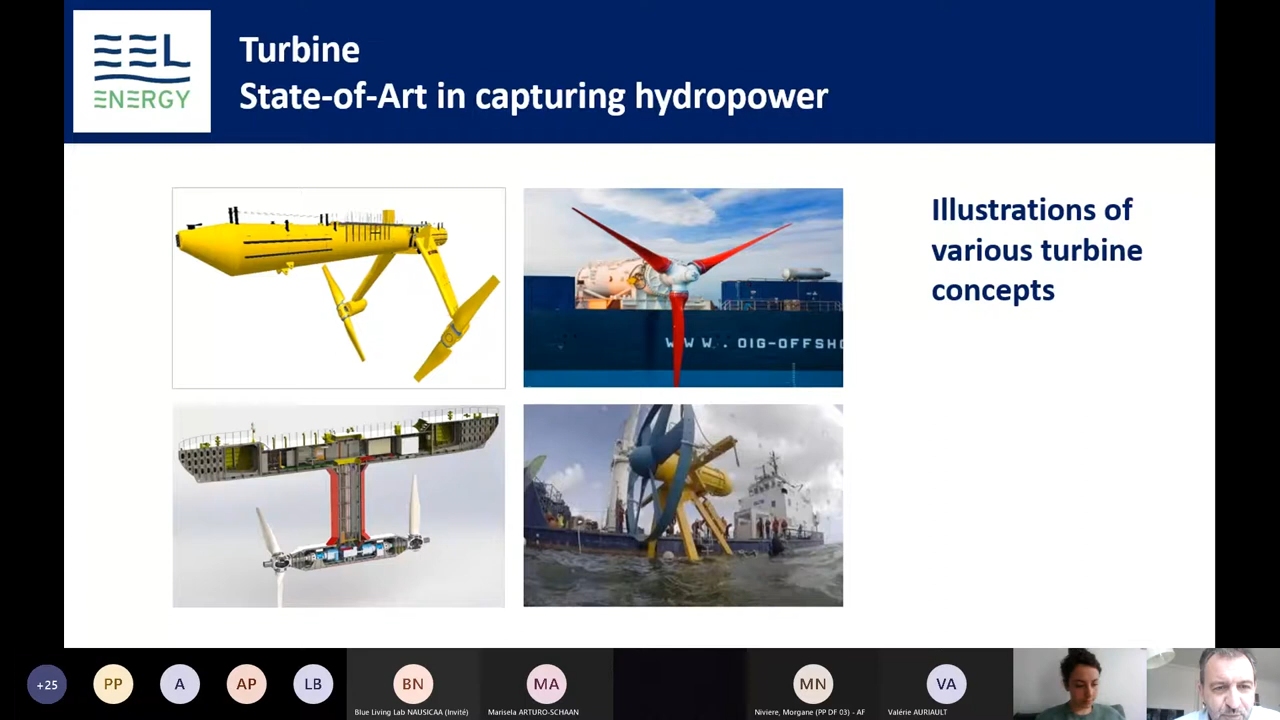 EEL
ENERGY
Turbine
State-of-Art in capturing hydropower
Illustrations of
various turbine
concepts
WWW.OIG-OFFSHO
+25
PP
A
AP
LB
BN
MA
MN
VA
Blue Living Lab NAUSICAA (Invité)
Marisela ARTURO-SCHAAN
Niviere, Morgane (PP DF 03) - AF
Valérie AURIAULT